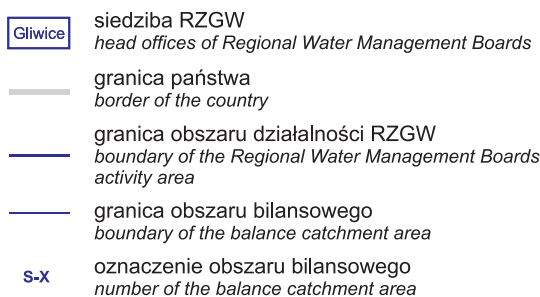 Gliwice
siedziba RZGW
head offices of Regional Water Management Boards
granica państwa
border of the country
granica obszaru działalności RZGW
boundary of the Regional Water Management Boards
activity area
granica obszaru bilansowego
boundary of the balance catchment area
S-X
oznaczenie obszaru bilansowego
number of the balance catchment area